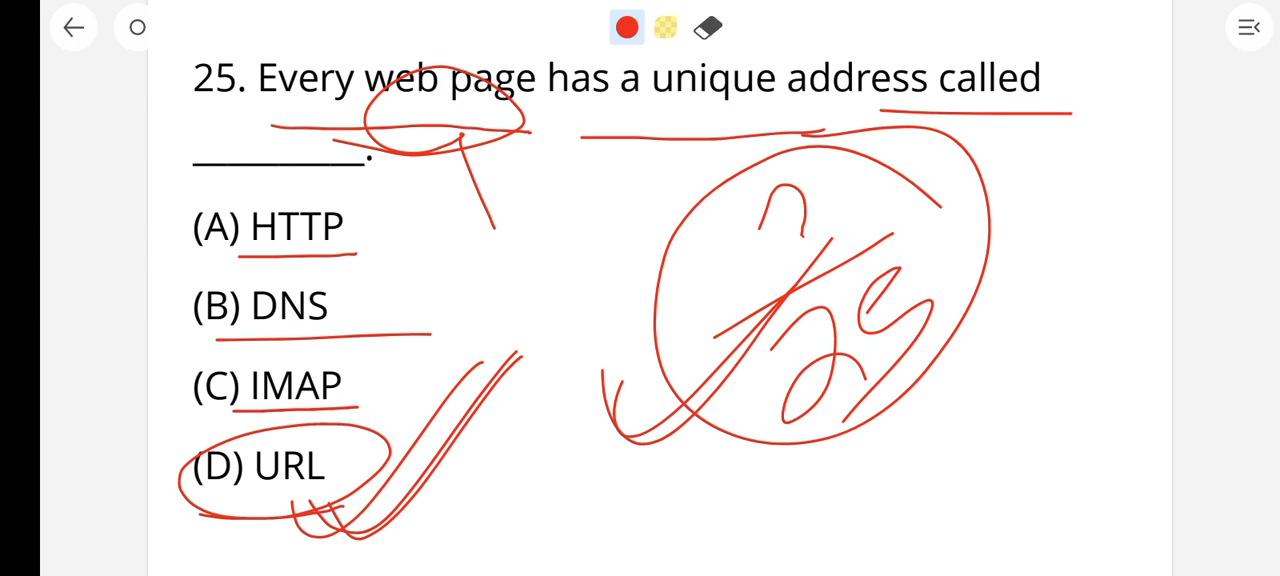 25. Every web page has a unique address called
__________.
(A) HTTP
(B) DNS
(C) IMAP
(D) URL